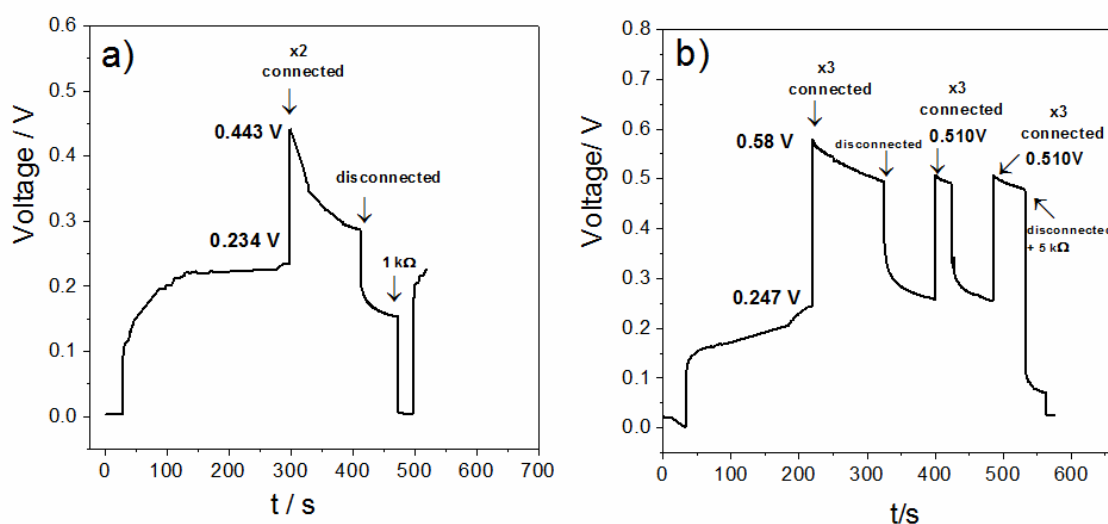 a)
x2
connected
0.443 V
disconnected
0.234 V
1 kΩ
Voltage / V
0.6
0.5
0.4
0.3
0.2
0.1
0.0
0 100 200 300 400 500 600 700
t / s
b)
x3
connected
0.58 V
disconnected
x3
connected
0.510V
x3
connected
0.510V
disconnected
+ 5 kΩ
0.247 V
Voltage/ V
0.8
0.7
0.6
0.5
0.4
0.3
0.2
0.1
0.0
0 100 200 300 400 500 600
t/s